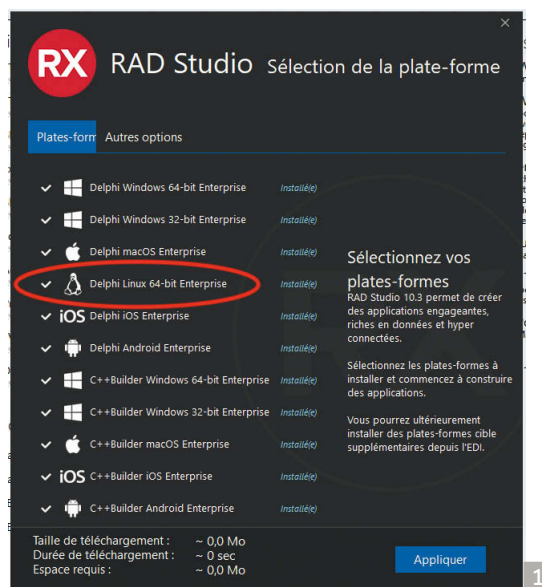 RX RAD Studio Sélection de la plate-forme
Plates-form Autres options
Delphi Windows 64-bit Enterprise Installé(e)
Delphi Windows 32-bit Enterprise Installé(e)
Delphi macOS Enterprise Installé(e)
Delphi Linux 64-bit Enterprise Installé(e)
iOS Delphi iOS Enterprise Installé(e)
Delphi Android Enterprise Installé(e)
C++Builder Windows 64-bit Enterprise Installé(e)
C++Builder Windows 32-bit Enterprise Installé(e)
C++Builder macOS Enterprise Installé(e)
iOS C++Builder iOS Enterprise Installé(e)
C++Builder Android Enterprise Installé(e)
Sélectionnez vos
plates-formes
RAD Studio 10.3 permet de créer
des applications engageantes,
riches en données et hyper
connectées.
Sélectionnez les plates-formes à
installer et commencez à construire
des applications.
Vous pourrez ultérieurement
installer des plates-formes cible
supplémentaires depuis l'EDI.
Taille de téléchargement : ~ 0,0 Mo
Durée de téléchargement : ~ 0 sec
Espace requis : ~ 0,0 Mo
Appliquer
1